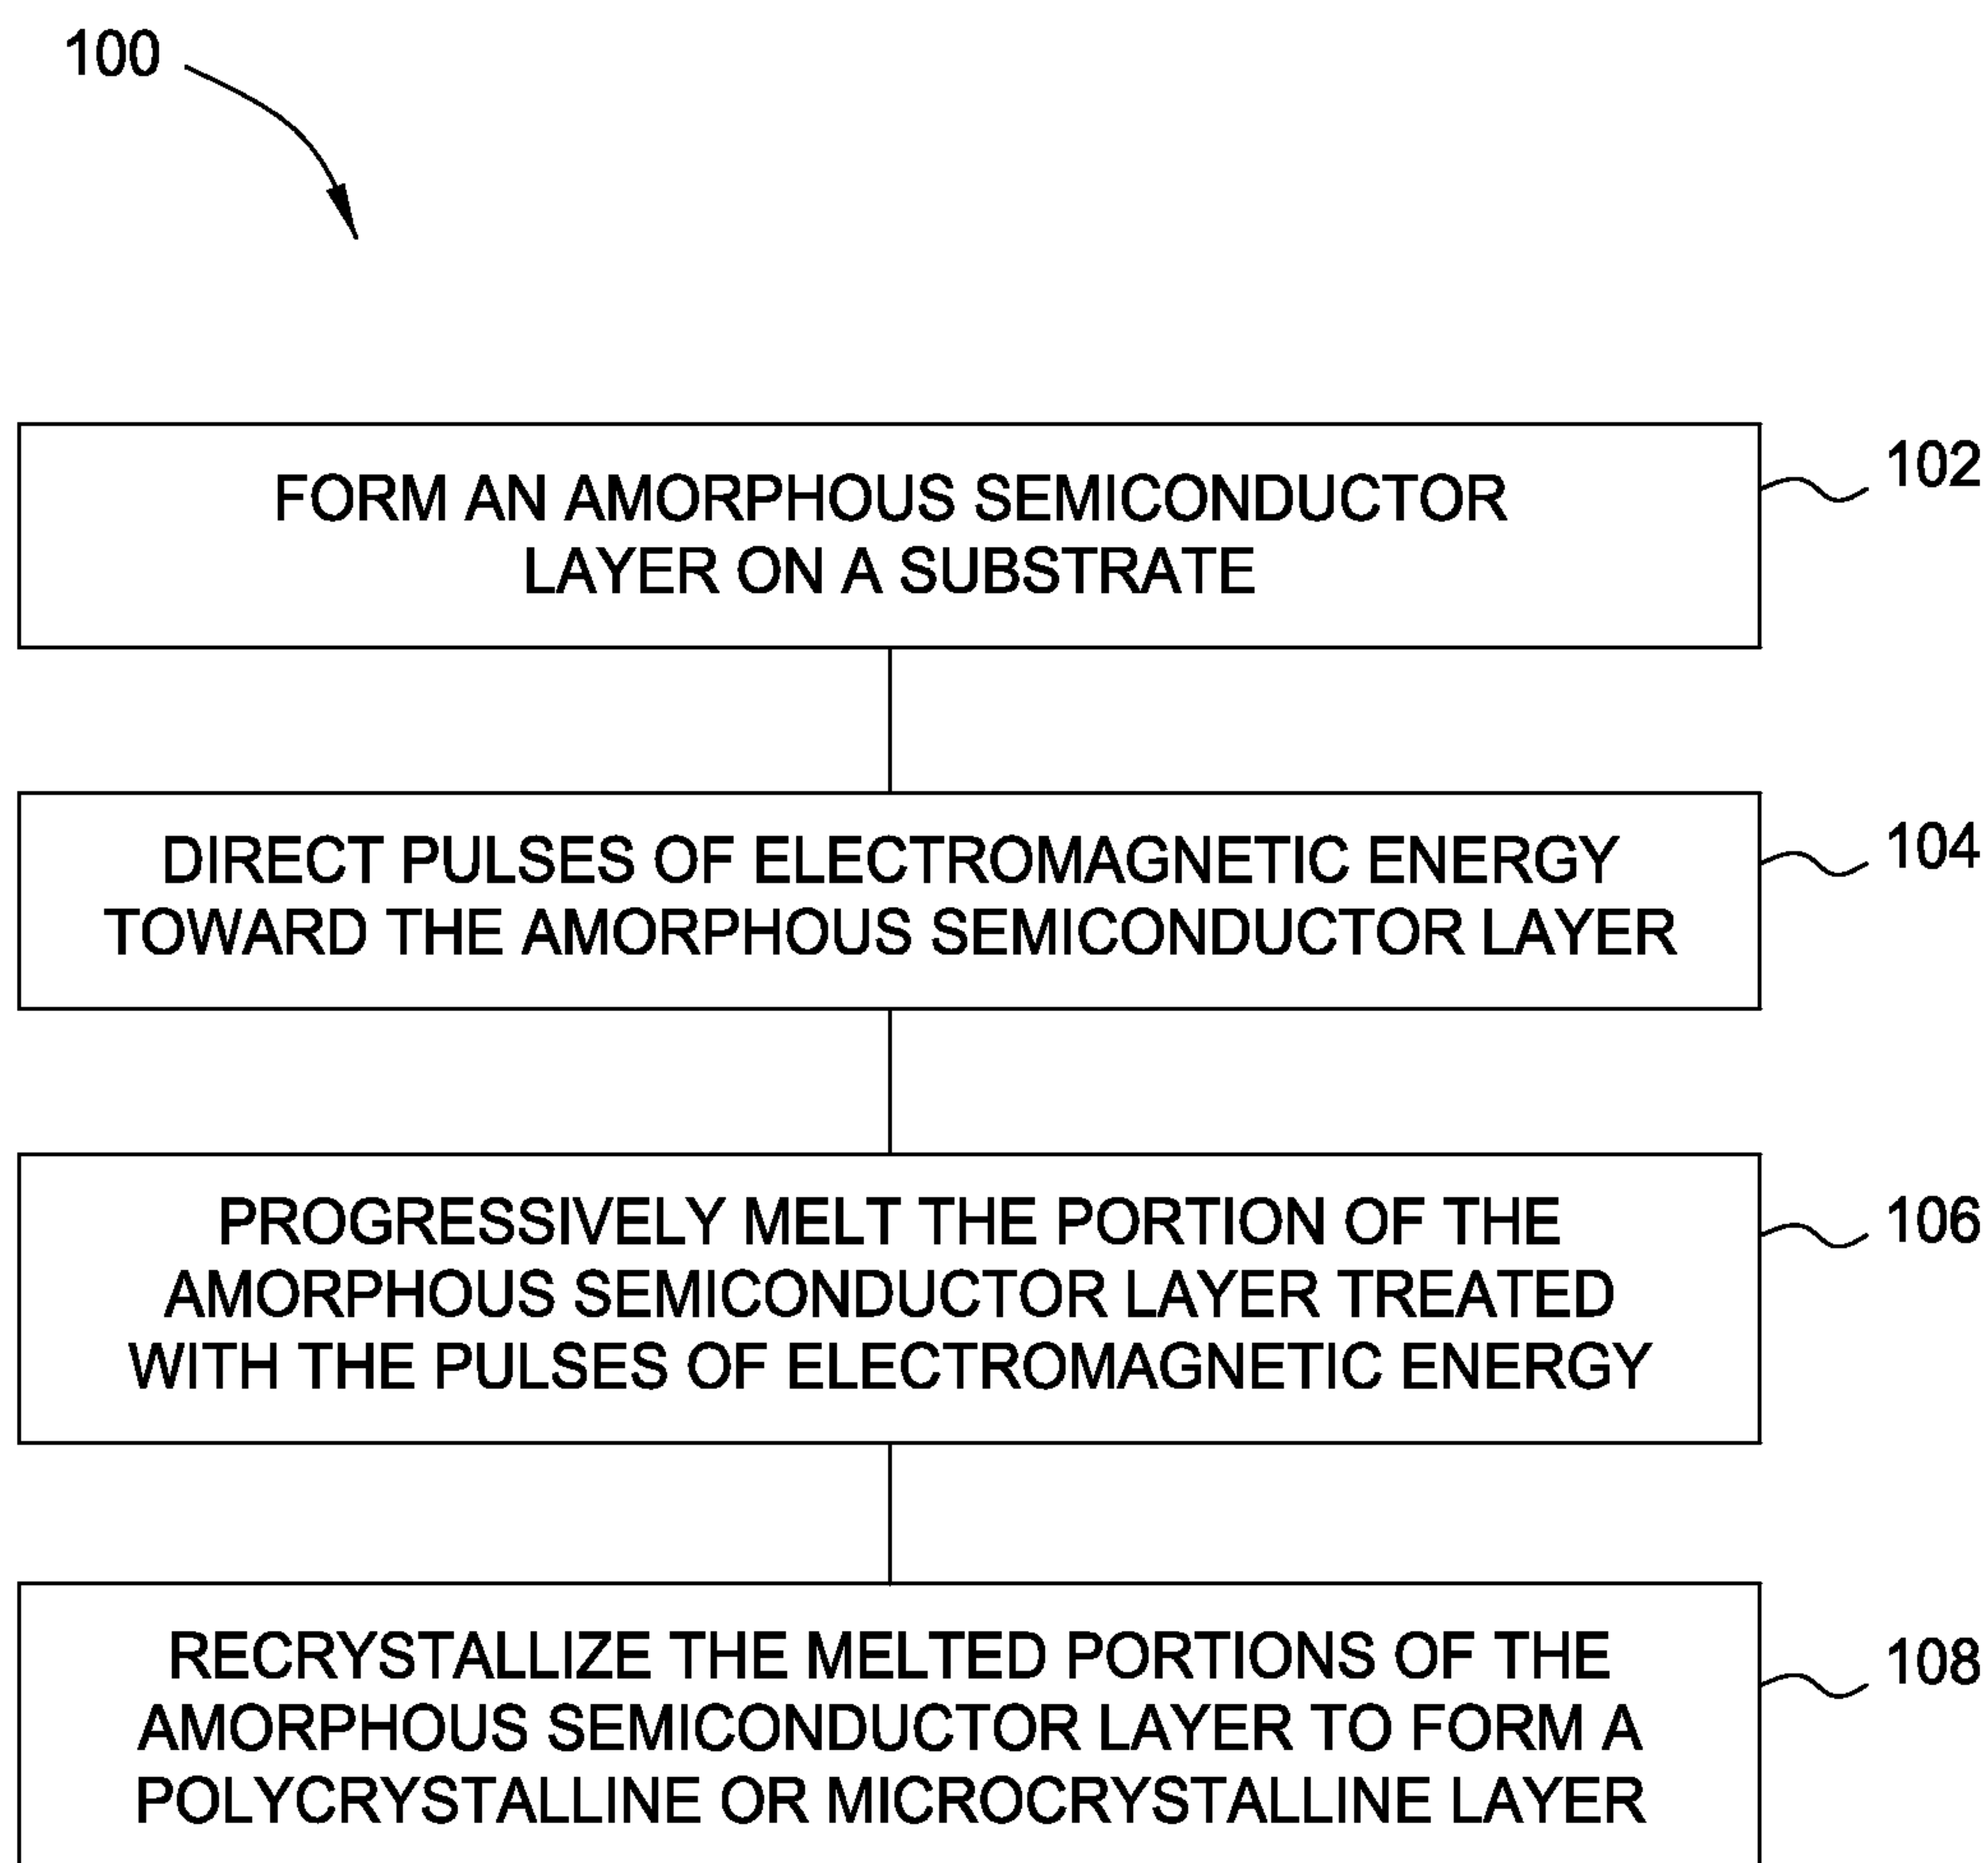 100
FORM AN AMORPHOUS SEMICONDUCTOR
LAYER ON A SUBSTRATE
102
DIRECT PULSES OF ELECTROMAGNETIC ENERGY
TOWARD THE AMORPHOUS SEMICONDUCTOR LAYER
104
PROGRESSIVELY MELT THE PORTION OF THE
AMORPHOUS SEMICONDUCTOR LAYER TREATED
WITH THE PULSES OF ELECTROMAGNETIC ENERGY
106
RECRYSTALLIZE THE MELTED PORTIONS OF THE
AMORPHOUS SEMICONDUCTOR LAYER TO FORM A
POLYCRYSTALLINE OR MICROCRYSTALLINE LAYER
108